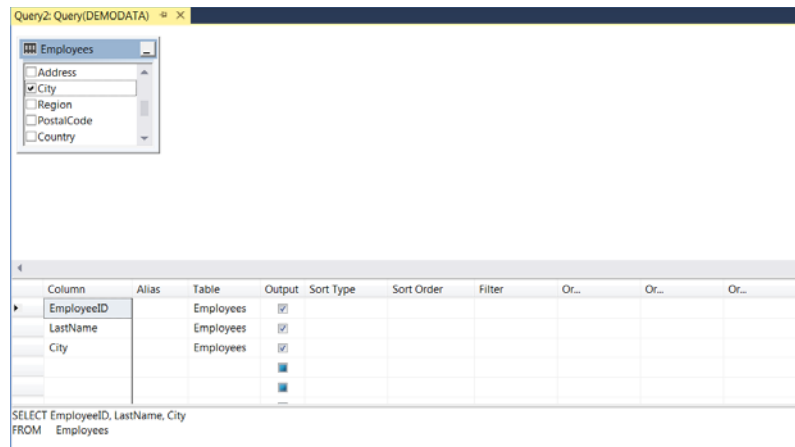 Query2: Query(DEMODATA)
Employees
Address
City
Region
PostalCode
Country
Column Alias Table Output Sort Type Sort Order Filter Or... Or... Or...
EmployeeID Employees
LastName Employees
City Employees
SELECT EmployeeID, LastName, City
FROM Employees